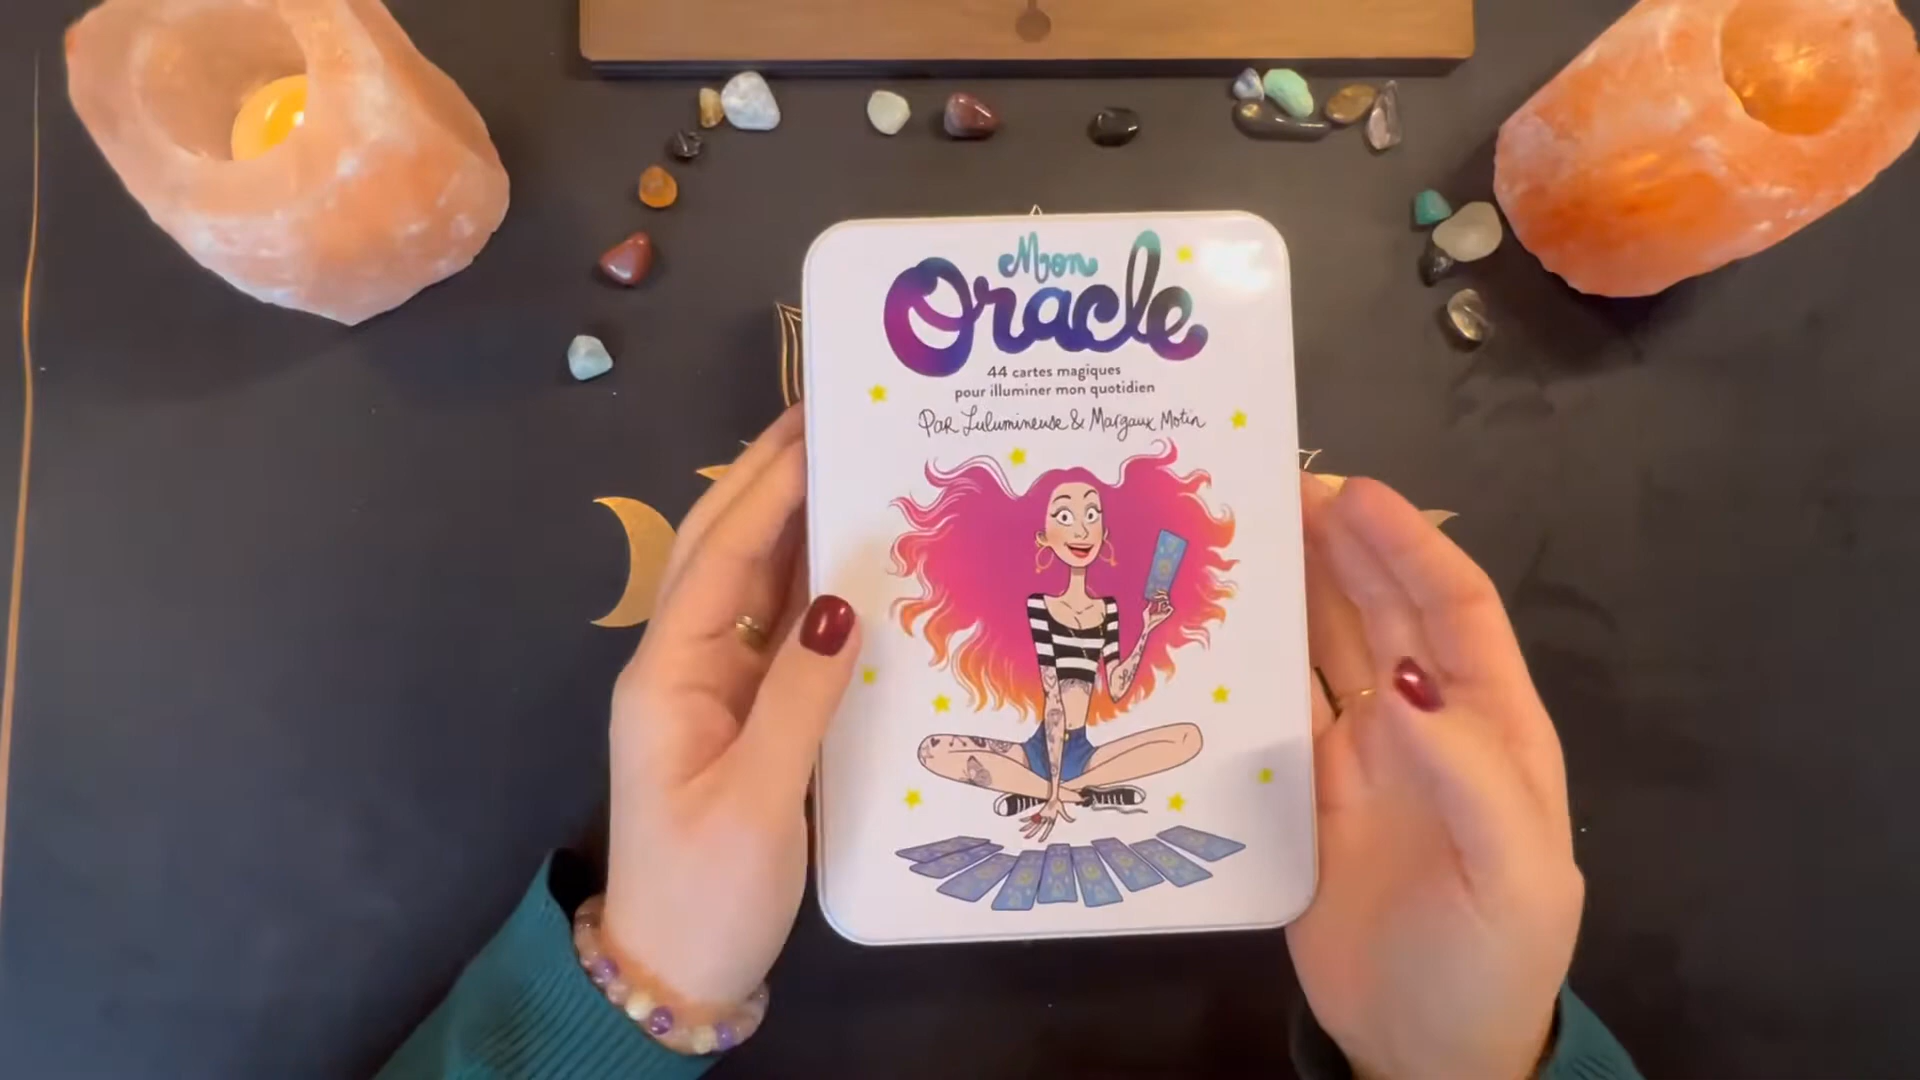 Mon
Oracle
44 cartes magiques
pour illuminer mon quotidien
Par Lulumineuse & Margaux Motin